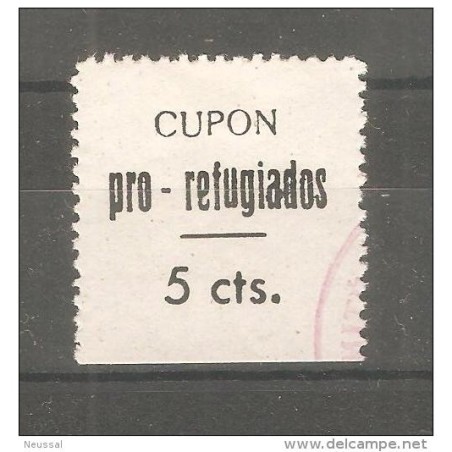 CUPON
pro - refugiados
5 cts.
Neussal
www.delcampe.net